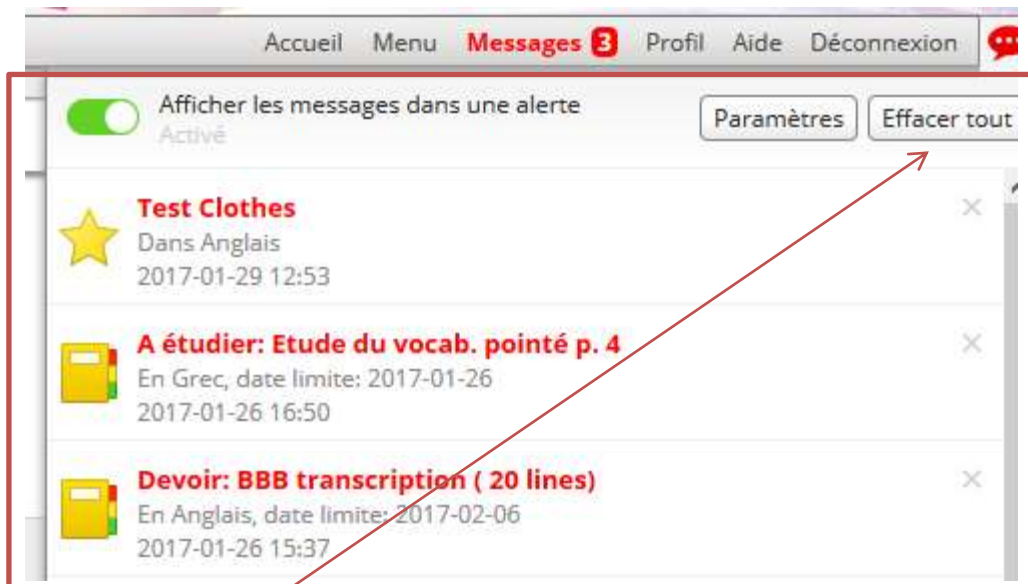 Accueil Menu Messages 3 Profil Aide Déconnexion
Afficher les messages dans une alerte
Activé
Paramètres Effacer tout
Test Clothes
Dans Anglais
2017-01-29 12:53
A étudier: Etude du vocab. pointé p. 4
En Grec, date limite: 2017-01-26
2017-01-26 16:50
Devoir: BBB transcription ( 20 lines)
En Anglais, date limite: 2017-02-06
2017-01-26 15:37